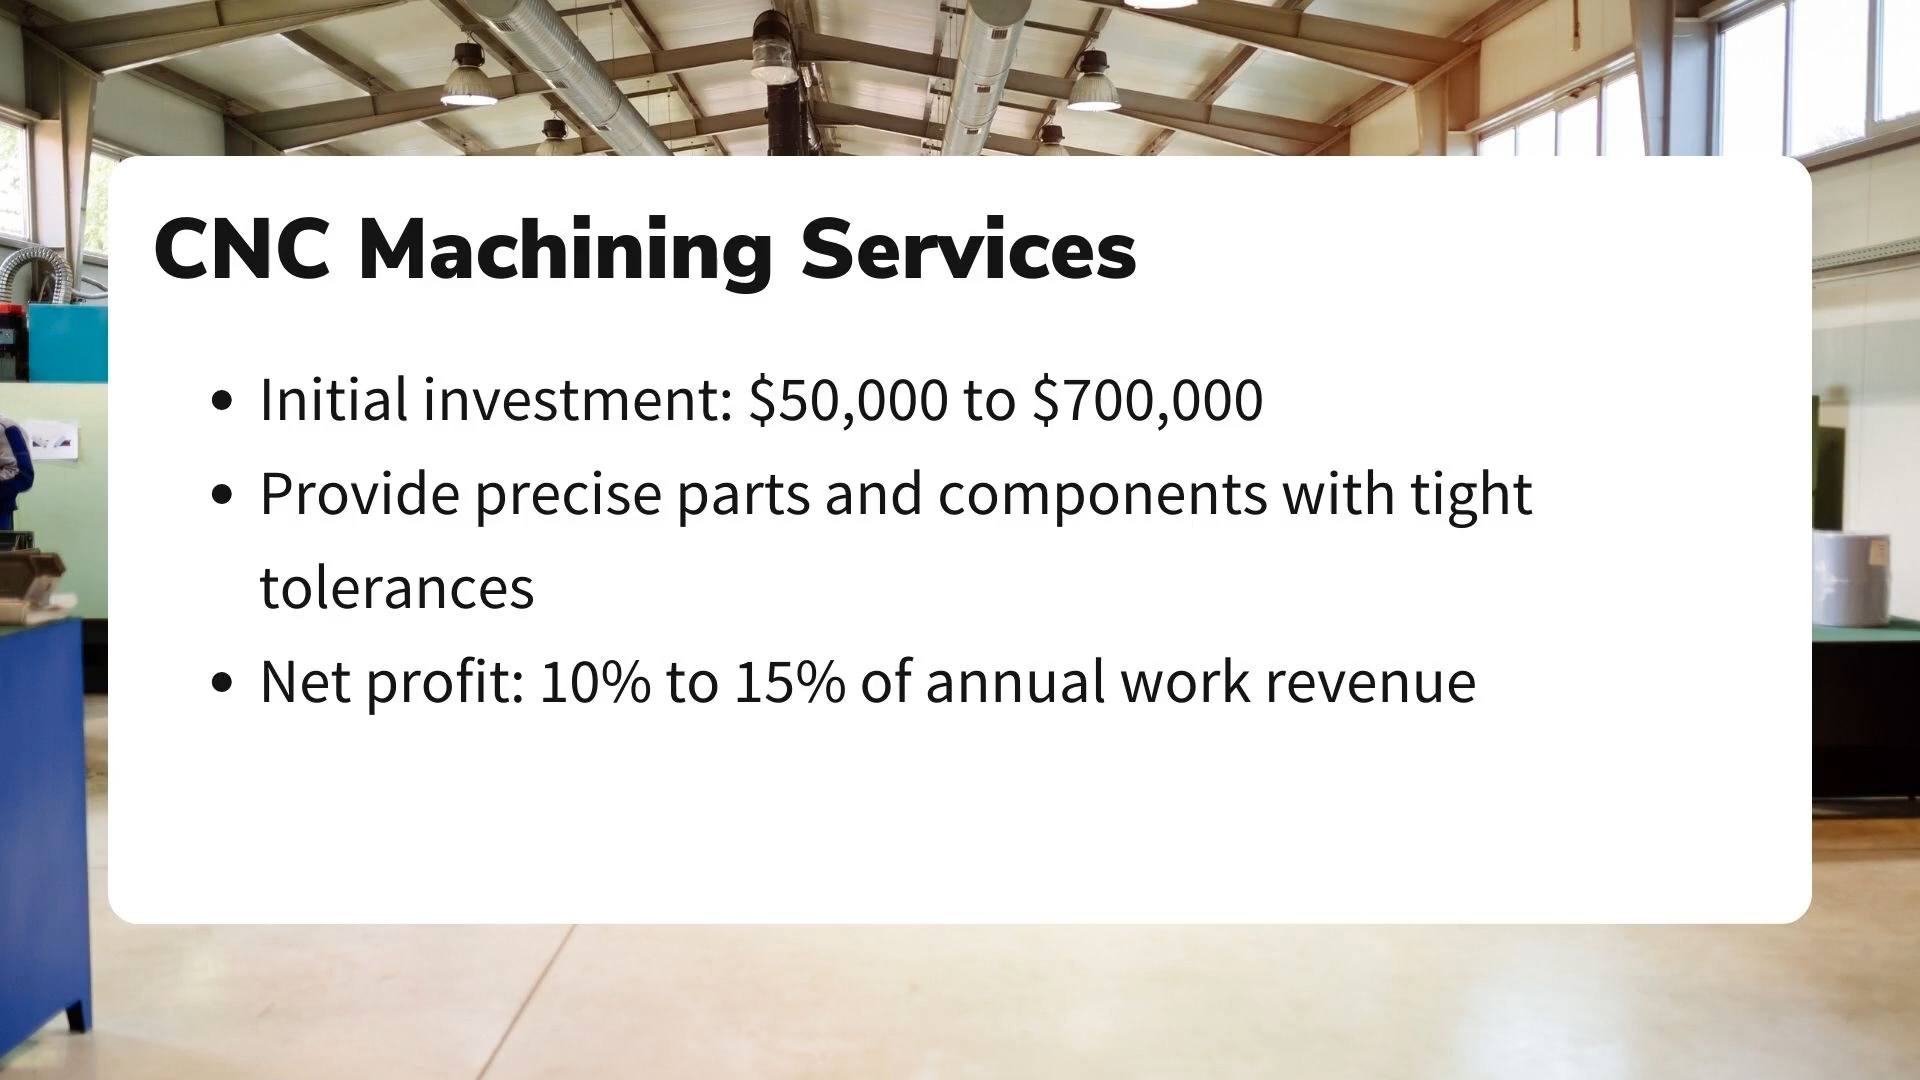 CNC Machining Services
• Initial investment: $50,000 to $700,000
• Provide precise parts and components with tight
tolerances
• Net profit: 10% to 15% of annual work revenue